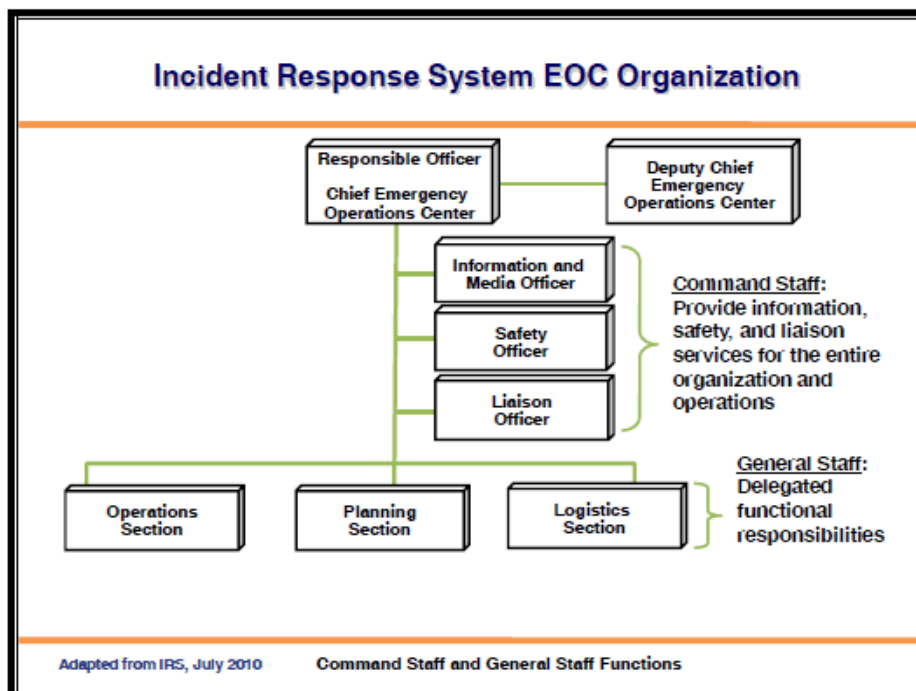 Incident Response System EOC Organization
Responsible Officer
Chief Emergency
Operations Center
Deputy Chief
Emergency
Operations Center
Information and
Media Officer
Safety
Officer
Liaison
Officer
Command Staff:
Provide information,
safety, and liaison
services for the entire
organization and
operations
Operations
Section
Planning
Section
Logistics
Section
General Staff:
Delegated
functional
responsibilities
Adapted from IRS, July 2010
Command Staff and General Staff Functions